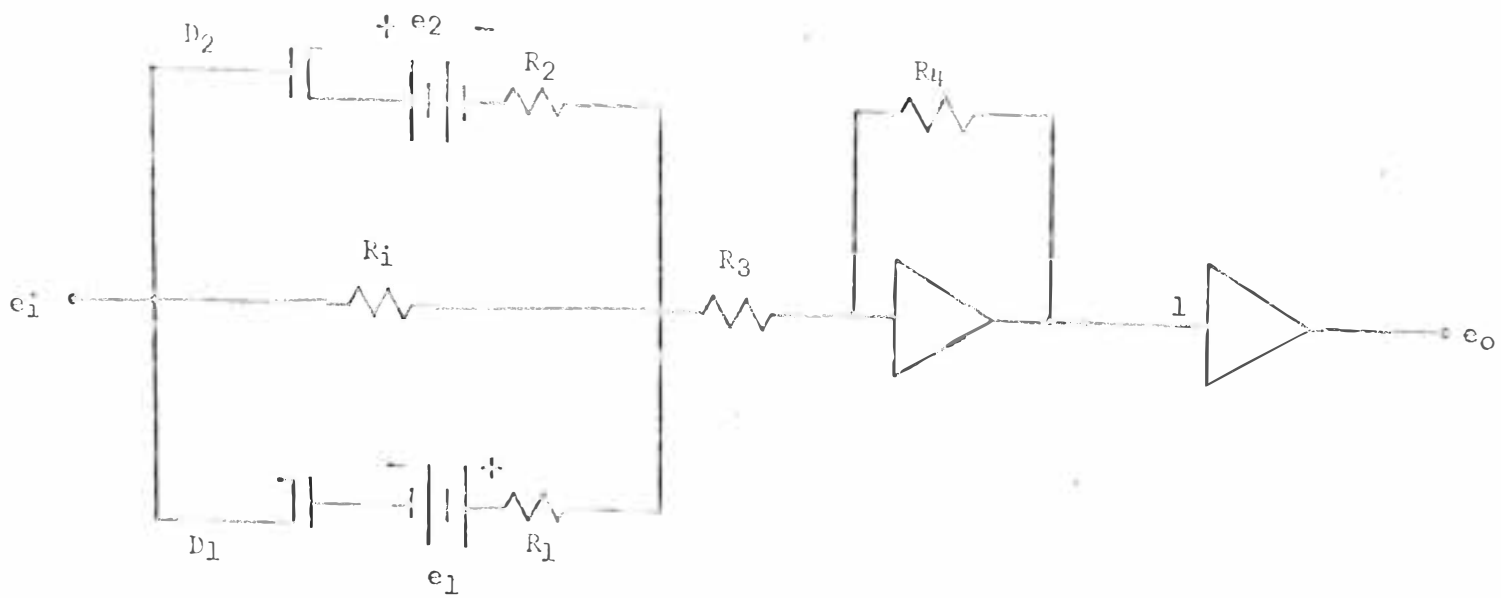 D2
+ e2 -
R2
R4
Ri
R3
ei
1
eo
- +
D1
R1
e1